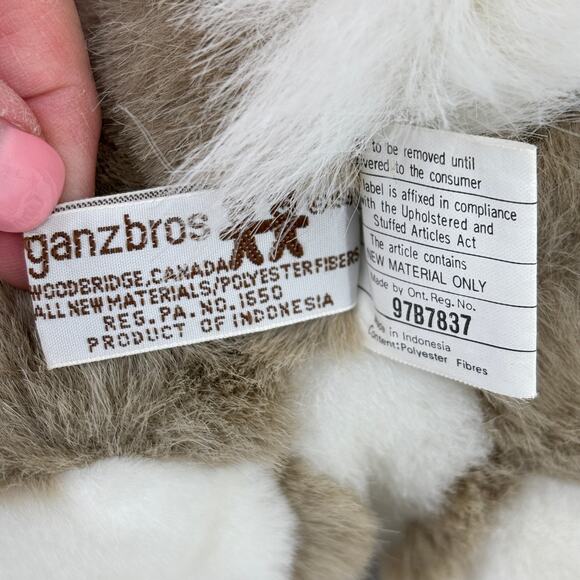 ganzbros
WOODBRIDGE, CANADA
ALL NEW MATERIALS/POLYESTER FIBERS
REG. PA. NO. 1550
PRODUCT OF INDONESIA
to be removed until
to the consumer
label is affixed in compliance
with the Upholstered and
Stuffed Articles Act
The article contains
NEW MATERIAL ONLY
Made by Ont. Reg. No.
97B7837
in Indonesia
Content:Polyester Fibres